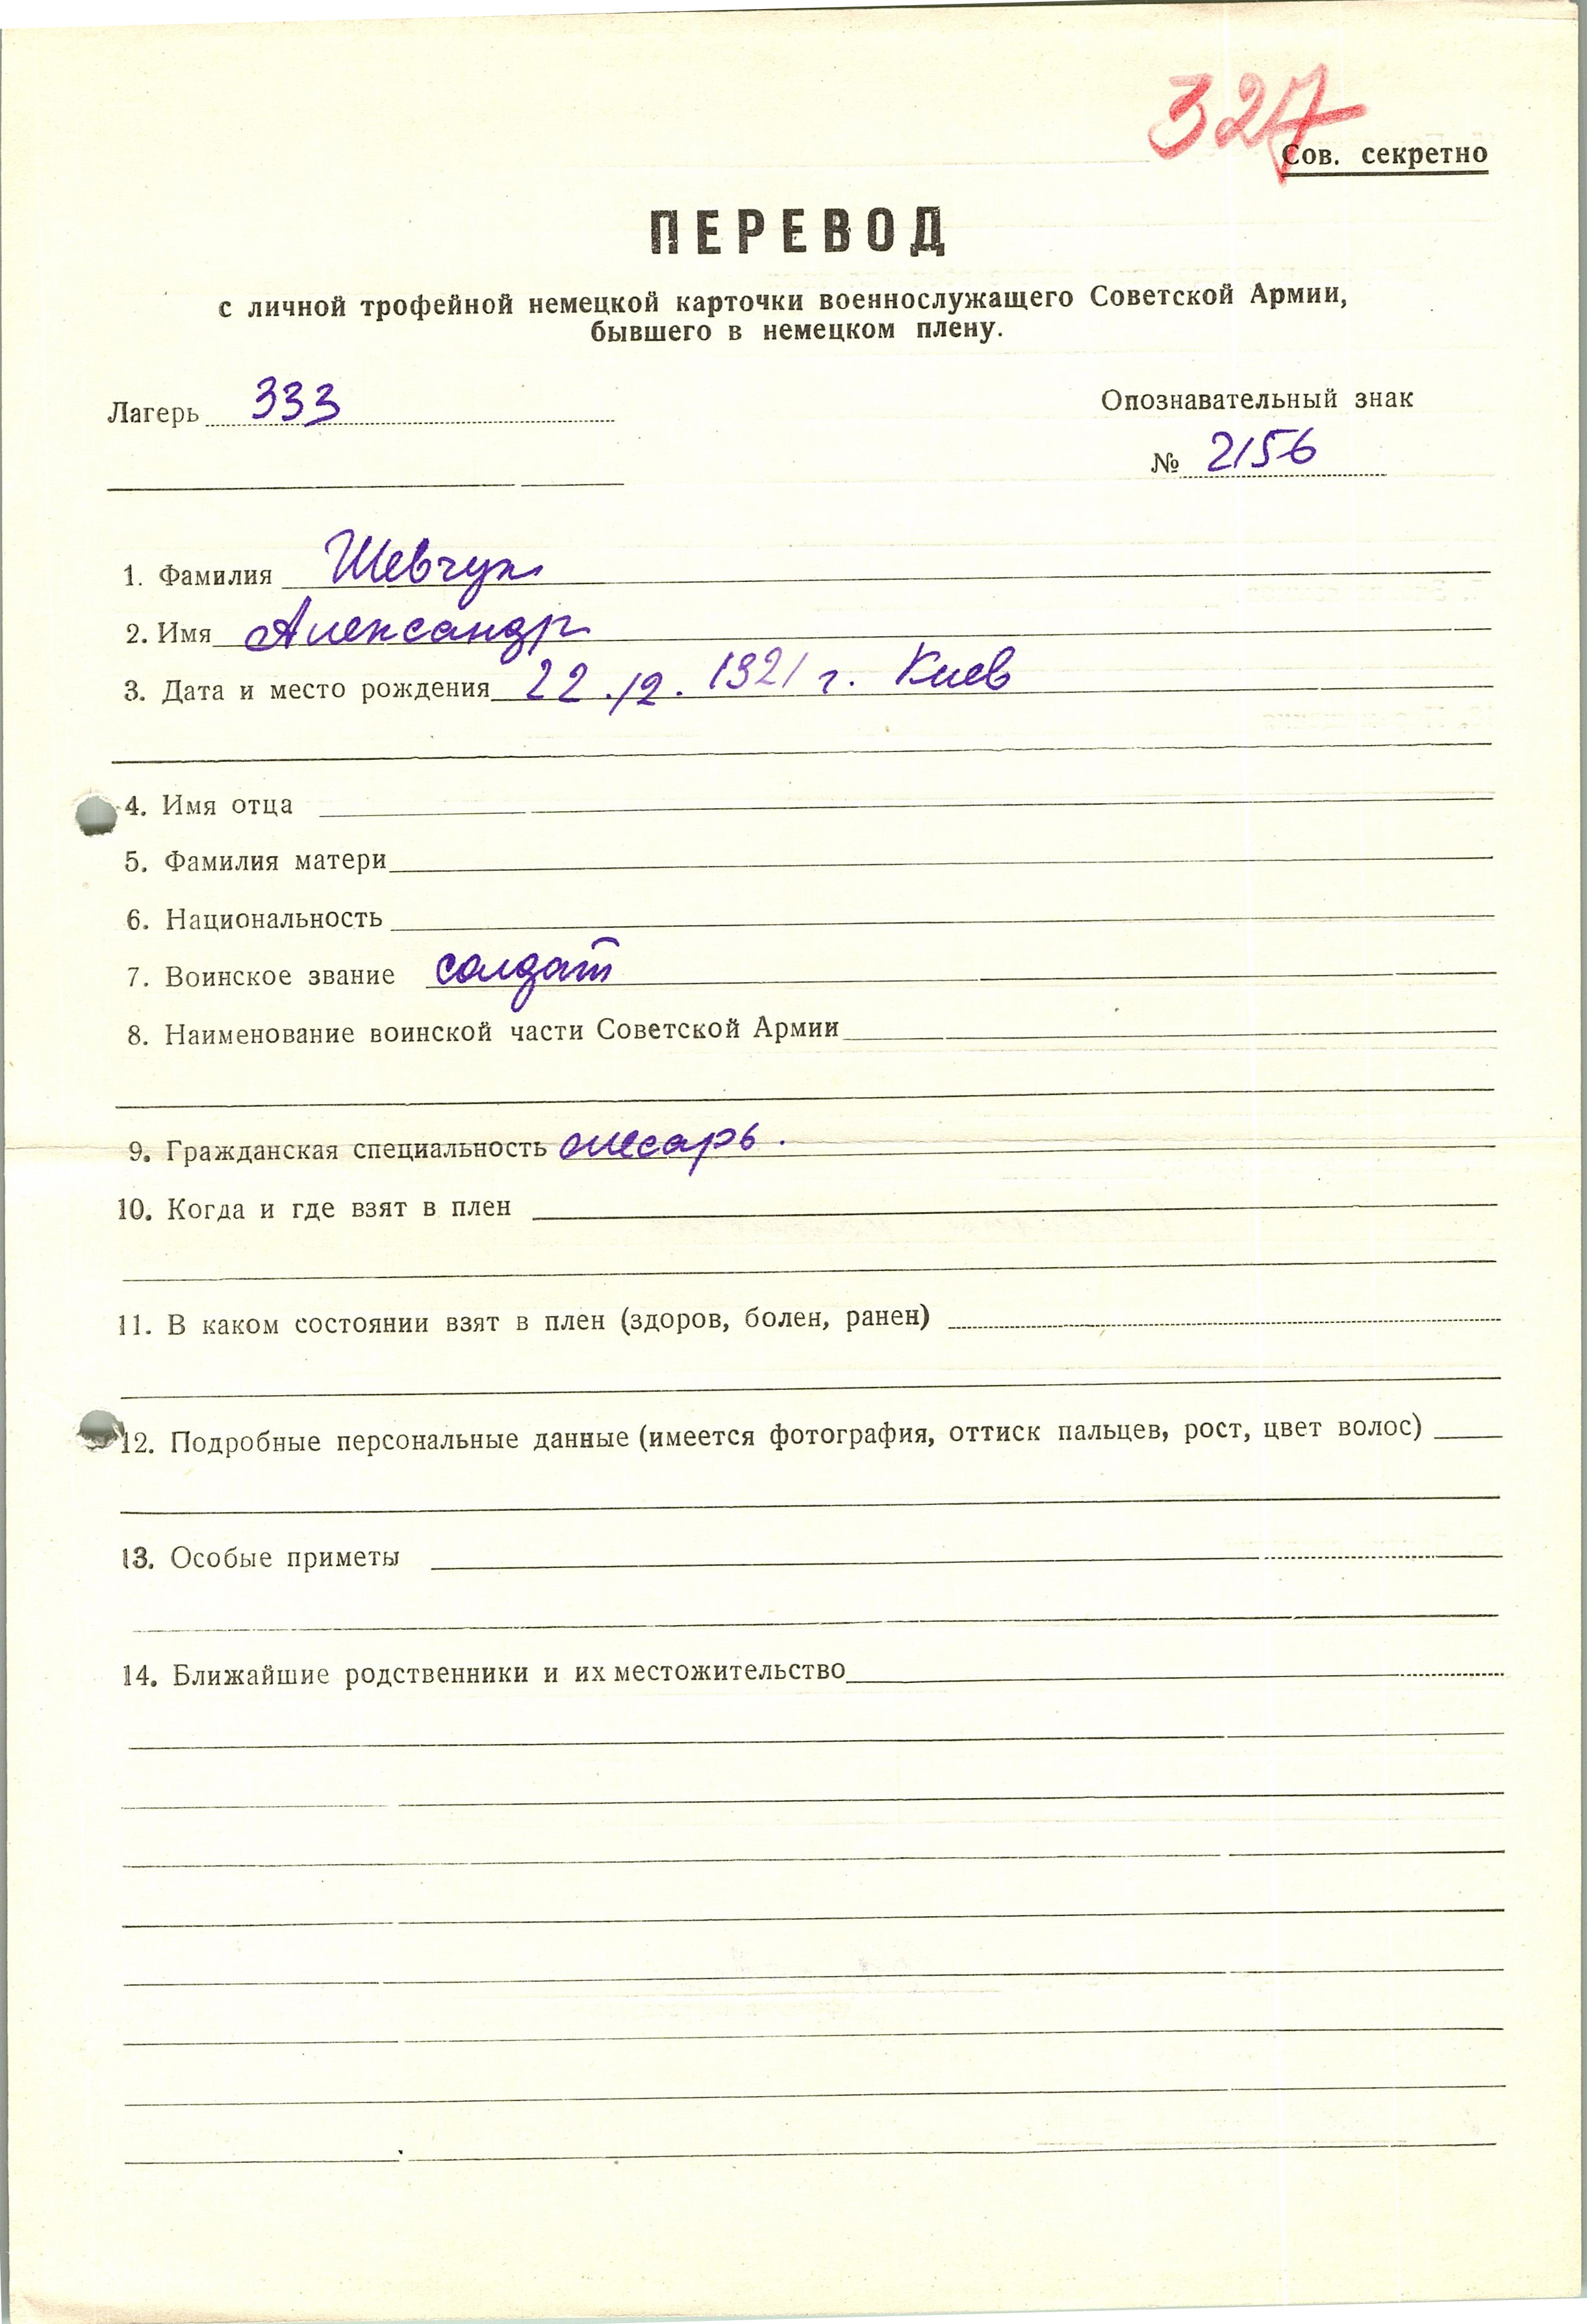 327
Сов. секретно
ПЕРЕВОД
с личной трофейной немецкой карточки военнослужащего Советской Армии,
бывшего в немецком плену.
Лагерь 333
Опознавательный знак
№ 2156
1. Фамилия Шевчук
2. Имя Александр
3. Дата и место рождения 22.12.1921 г. Киев
4. Имя отца
5. Фамилия матери
6. Национальность
7. Воинское звание солдат
8. Наименование воинской части Советской Армии
9. Гражданская специальность слесарь.
10. Когда и где взят в плен
11. В каком состоянии взят в плен (здоров, болен, ранен)
12. Подробные персональные данные (имеется фотография, оттиск пальцев, рост, цвет волос)
13. Особые приметы
14. Ближайшие родственники и их местожительство